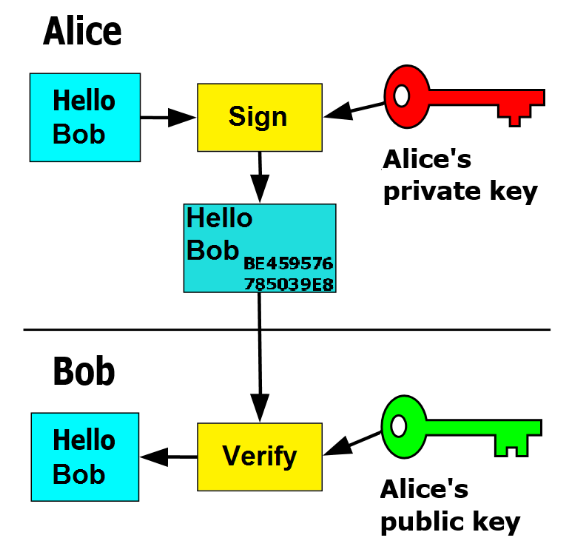 Alice
Hello
Bob
Sign
Alice's
private key
Hello
Bob
BE459576
785039E8
Bob
Hello
Bob
Verify
Alice's
public key